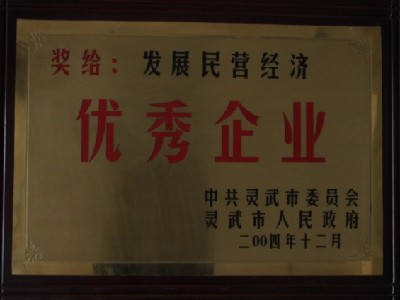 奖给：发展民营经济
优秀企业
中共灵武市委员会
灵武市人民政府
二00四年十二月